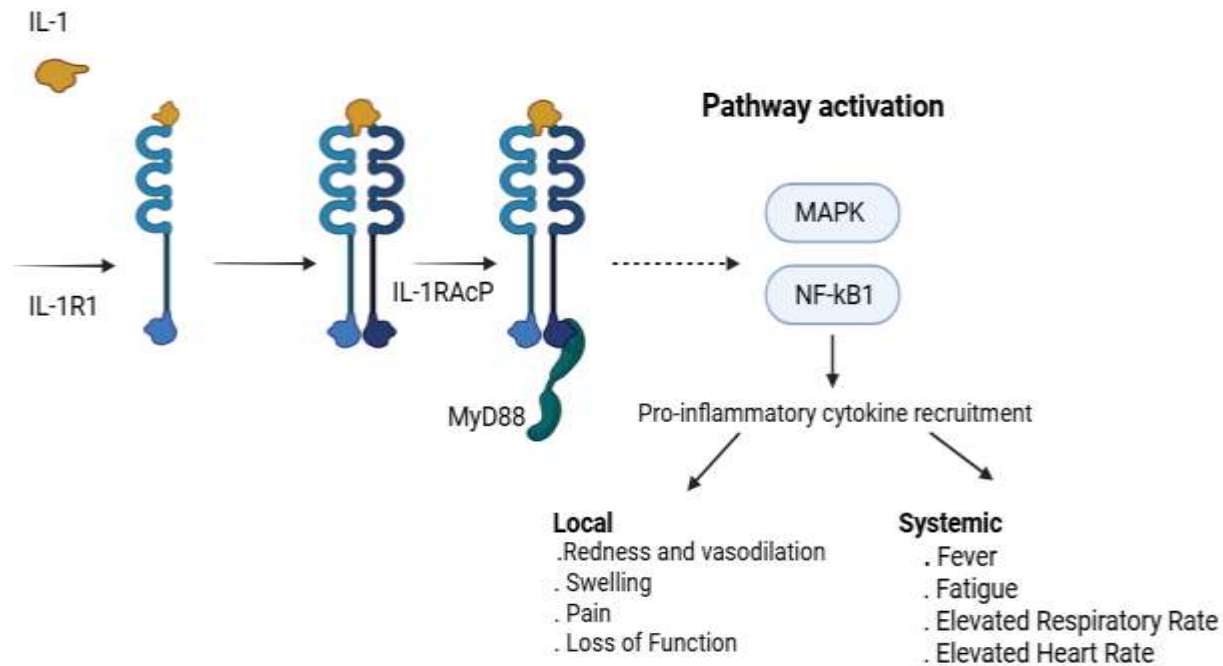 IL-1
Pathway activation
MAPK
IL-1R1
IL-1RAcP
NF-kB1
MyD88
Pro-inflammatory cytokine recruitment
Local
.Redness and vasodilation
. Swelling
. Pain
. Loss of Function
Systemic
. Fever
. Fatigue
. Elevated Respiratory Rate
. Elevated Heart Rate